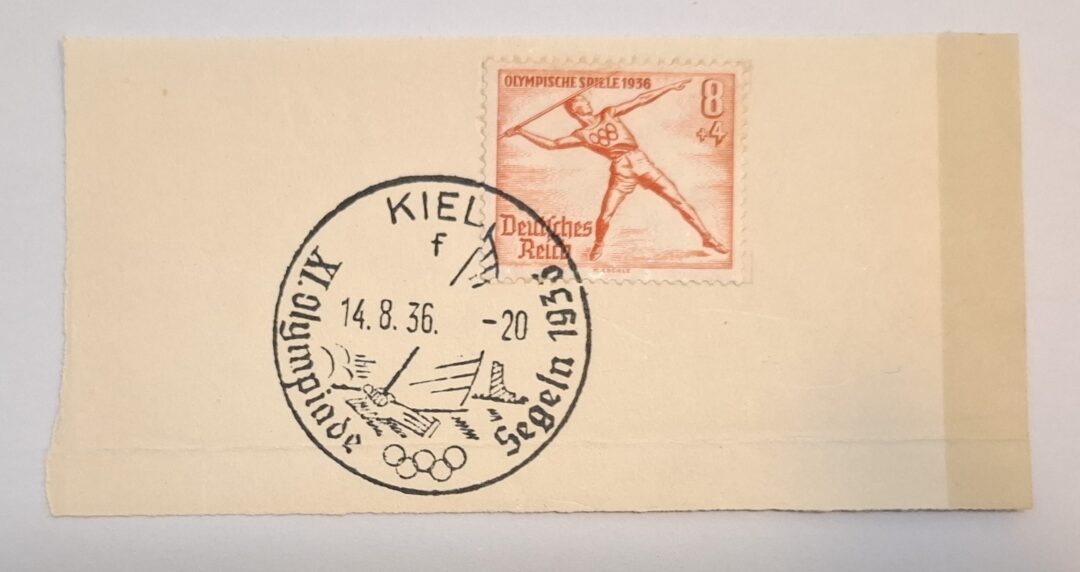 OLYMPISCHE SPIELE 1936
8
+4
Deutsches
Reich
KIEL
f
14.8.36. -20
XI. Olympiade
Segeln 1936